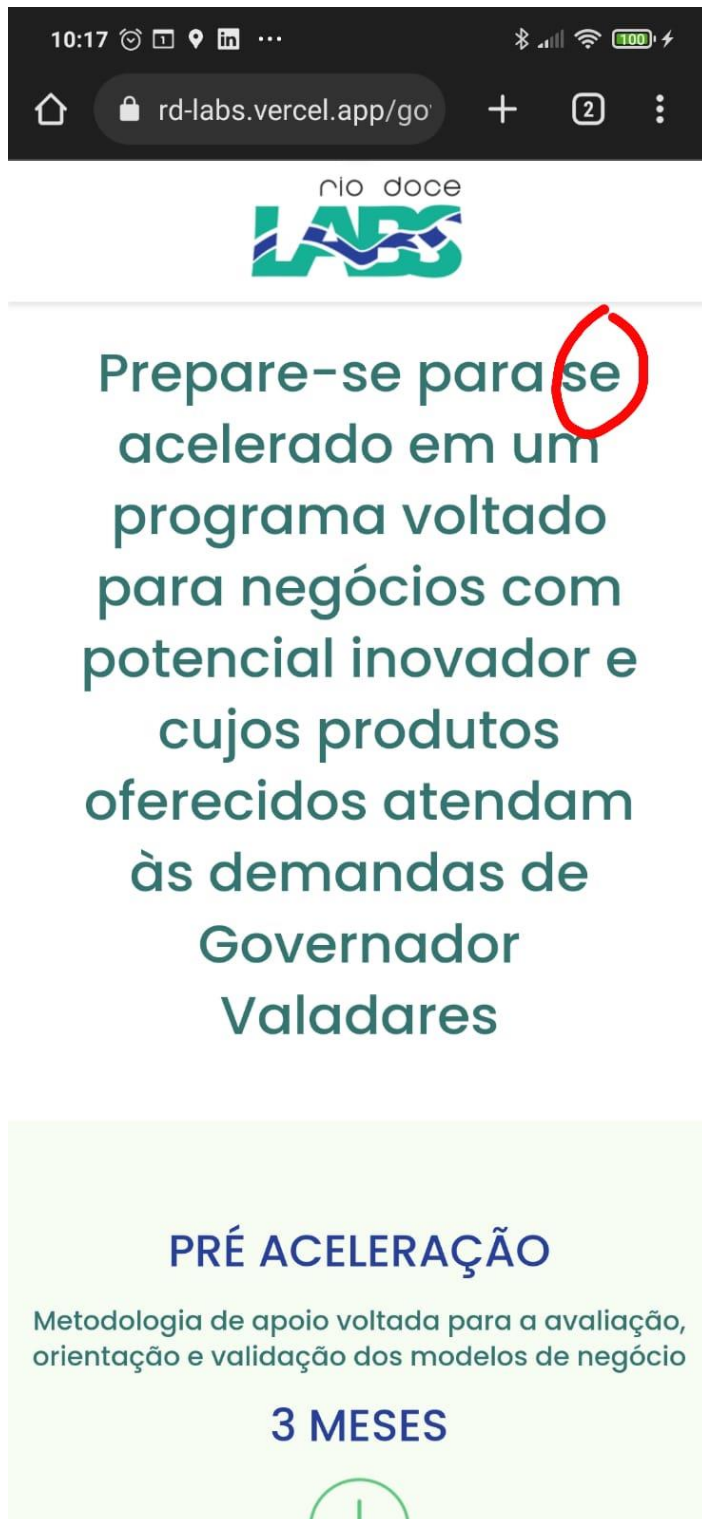 10:17
100
rd-labs.vercel.app/go
2
rio doce
LABS
Prepare-se para se
acelerado em um
programa voltado
para negócios com
potencial inovador e
cujos produtos
oferecidos atendam
às demandas de
Governador
Valadares
PRÉ ACELERAÇÃO
Metodologia de apoio voltada para a avaliação,
orientação e validação dos modelos de negócio
3 MESES